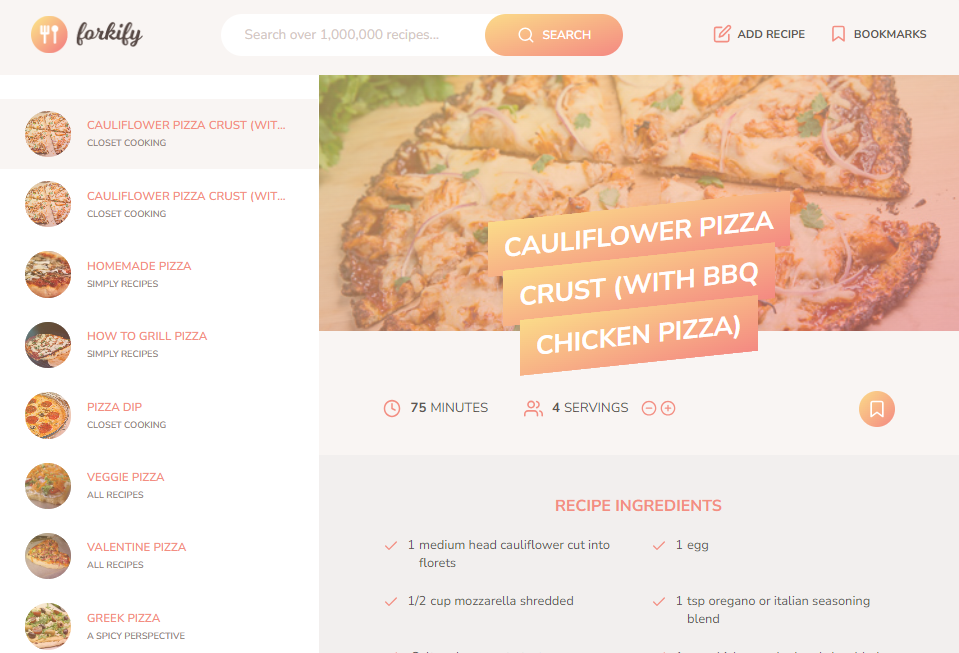 forkify
Search over 1,000,000 recipes...
SEARCH
ADD RECIPE
BOOKMARKS
CAULIFLOWER PIZZA CRUST (WIT...
CLOSET COOKING
CAULIFLOWER PIZZA CRUST (WIT...
CLOSET COOKING
HOMEMADE PIZZA
SIMPLY RECIPES
HOW TO GRILL PIZZA
SIMPLY RECIPES
PIZZA DIP
CLOSET COOKING
VEGGIE PIZZA
ALL RECIPES
VALENTINE PIZZA
ALL RECIPES
GREEK PIZZA
A SPICY PERSPECTIVE
CAULIFLOWER PIZZA
CRUST (WITH BBQ
CHICKEN PIZZA)
75 MINUTES
4 SERVINGS
RECIPE INGREDIENTS
1 medium head cauliflower cut into
florets
1 egg
1/2 cup mozzarella shredded
1 tsp oregano or italian seasoning
blend